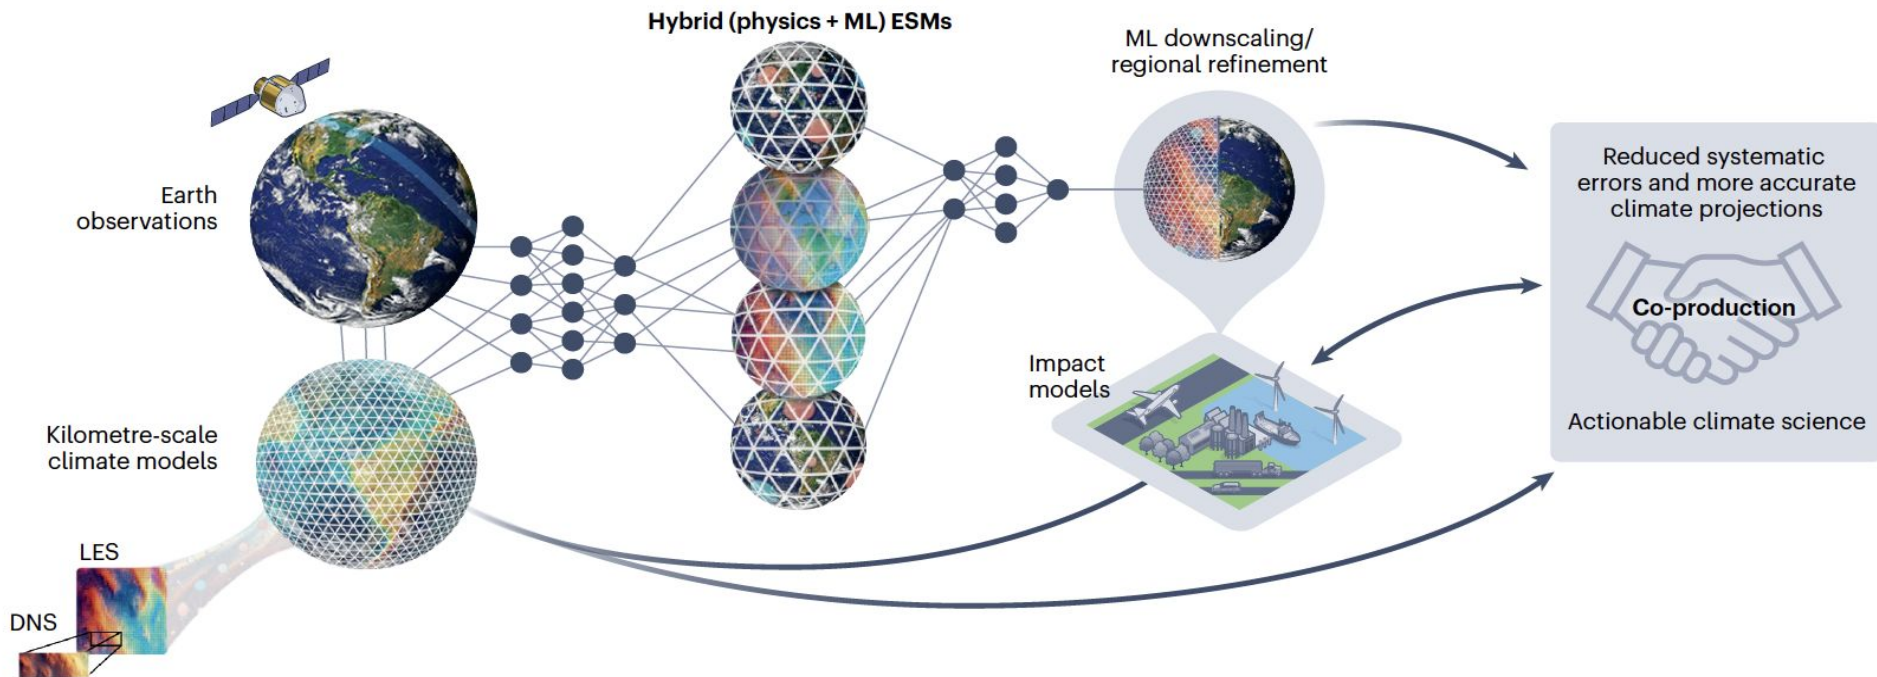 Hybrid (physics + ML) ESMs
ML downscaling/
regional refinement
Earth
observations
Reduced systematic
errors and more accurate
climate projections
Co-production
Impact
models
Actionable climate science
Kilometre-scale
climate models
LES
DNS